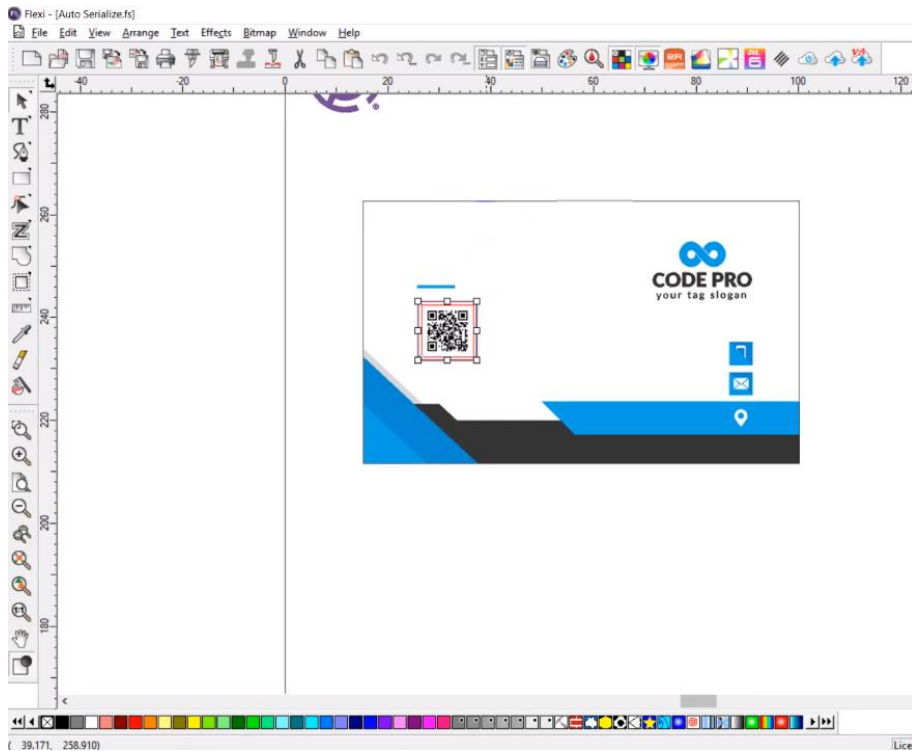 Flexi - [Auto Serialize.fs]
File Edit View Arrange Text Effects Bitmap Window Help
-40 -20 0 20 40 60 80 100 120
280
260
CODE PRO
your tag slogan
240
220
200
180
( 39.171, 258.910)
Lice